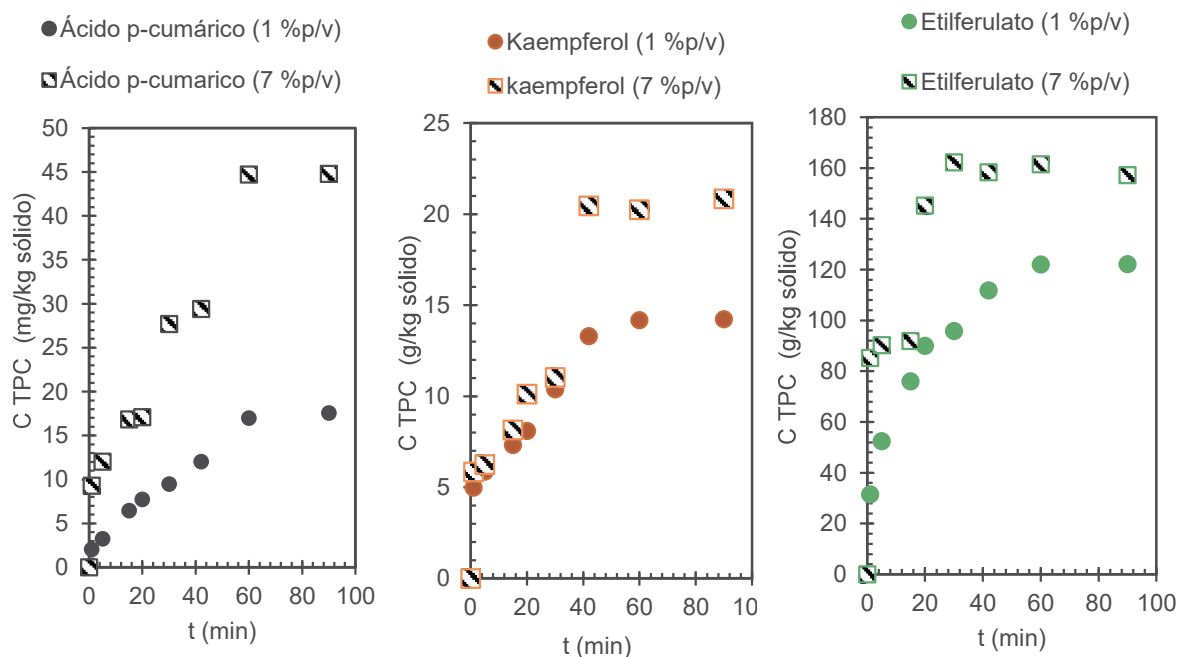 Ácido p-cumárico (1 %p/v)
Ácido p-cumarico (7 %p/v)
50
45
40
35
30
25
20
15
10
5
0
C TPC (mg/kg sólido)
0 20 40 60 80 100
t (min)
Kaempferol (1 %p/v)
kaempferol (7 %p/v)
25
20
15
10
5
0
C TPC (g/kg sólido)
0 20 40 60 80 10
t (min)
Etilferulato (1 %p/v)
Etilferulato (7 %p/v)
180
160
140
120
100
80
60
40
20
0
C TPC (g/kg sólido)
0 20 40 60 80 100
t (min)